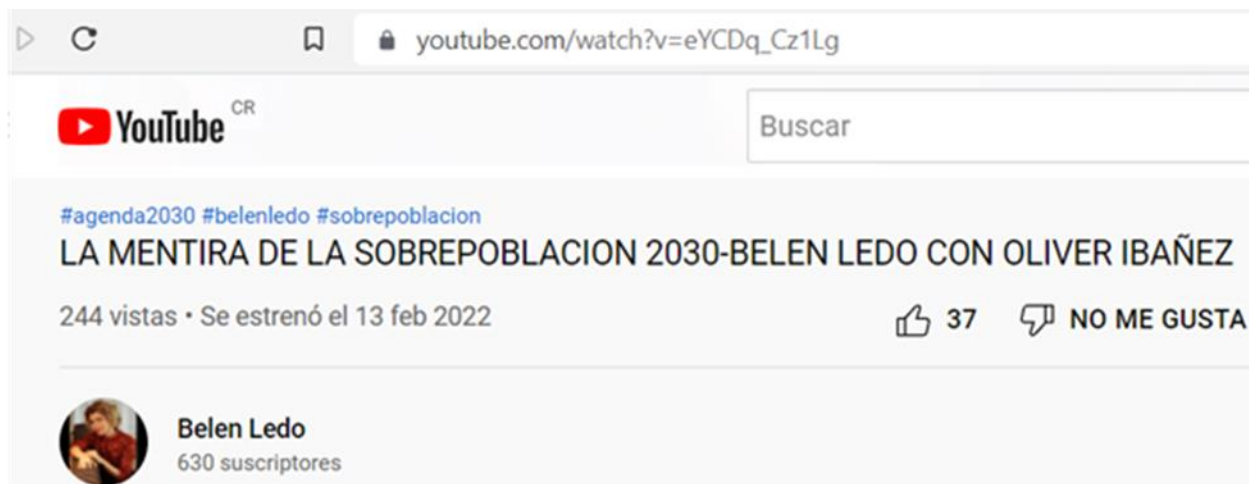 youtube.com/watch?v=eYCDq_Cz1Lg
YouTube CR
Buscar
#agenda2030 #belenledo #sobrepoblacion
LA MENTIRA DE LA SOBREPOBLACION 2030-BELEN LEDO CON OLIVER IBAÑEZ
244 vistas • Se estrenó el 13 feb 2022
37 NO ME GUSTA
Belen Ledo
630 suscriptores